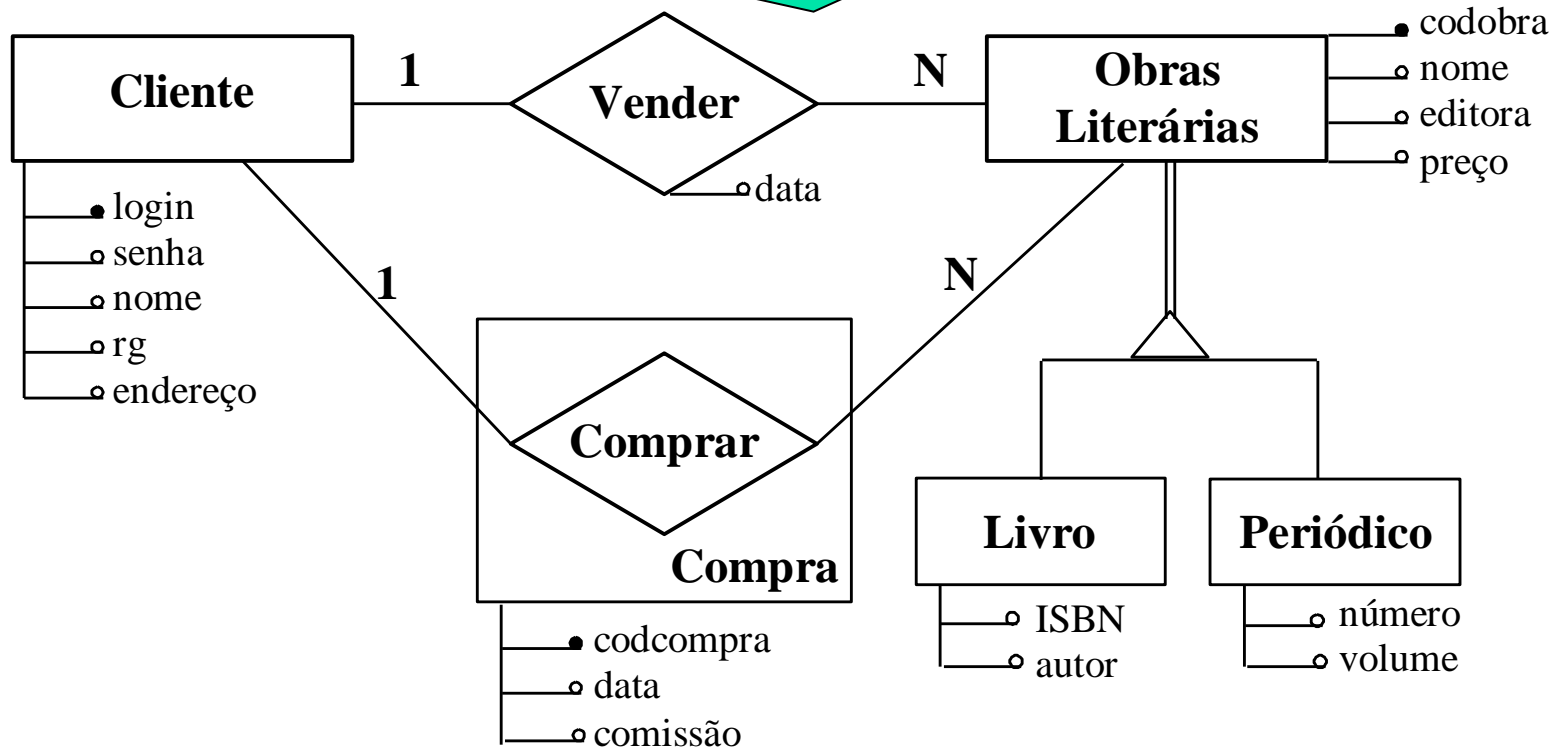 Cliente
1
Vender
N
Obras
Literárias
codobra
nome
editora
preço
data
login
senha
nome
rg
endereço
1
N
Comprar
Compra
codcompra
data
comissão
Livro
ISBN
autor
Periódico
número
volume